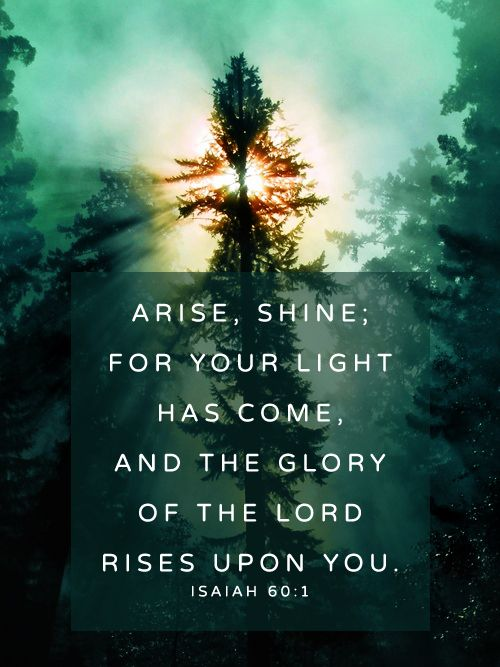 ARISE, SHINE;
FOR YOUR LIGHT
HAS COME,
AND THE GLORY
OF THE LORD
RISES UPON YOU.
ISAIAH 60:1